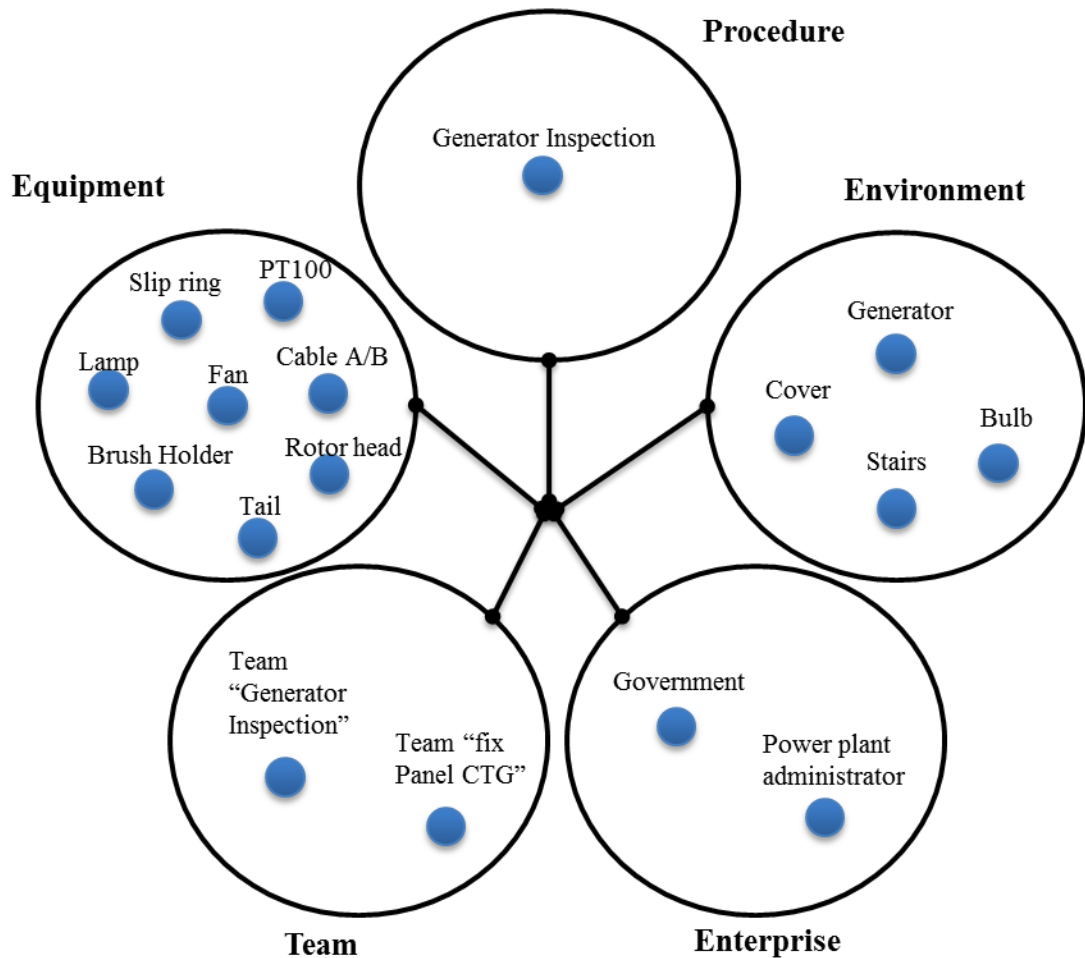 Procedure
Generator Inspection
Equipment
Slip ring
PT100
Lamp
Fan
Cable A/B
Brush Holder
Rotor head
Tail
Environment
Generator
Cover
Bulb
Stairs
Team
“Generator
Inspection”
Team “fix
Panel CTG”
Team
Government
Power plant
administrator
Enterprise